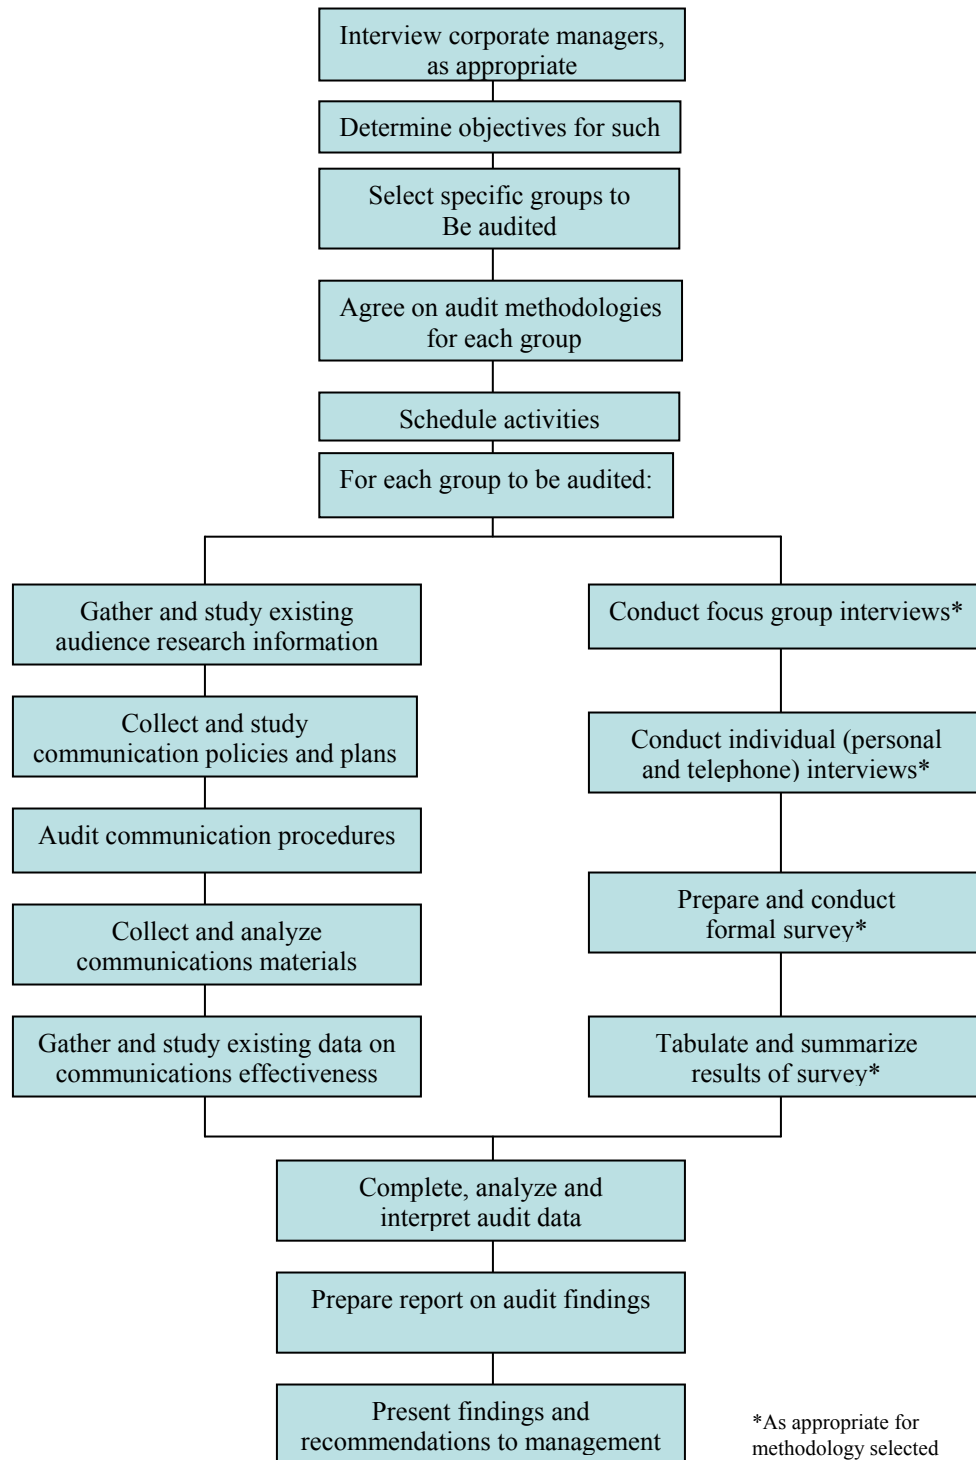 Interview corporate managers,
as appropriate
Determine objectives for such
Select specific groups to
Be audited
Agree on audit methodologies
for each group
Schedule activities
For each group to be audited:
Gather and study existing
audience research information
Collect and study
communication policies and plans
Audit communication procedures
Collect and analyze
communications materials
Gather and study existing data on
communications effectiveness
Conduct focus group interviews*
Conduct individual (personal
and telephone) interviews*
Prepare and conduct
formal survey*
Tabulate and summarize
results of survey*
Complete, analyze and
interpret audit data
Prepare report on audit findings
Present findings and
recommendations to management
*As appropriate for
methodology selected